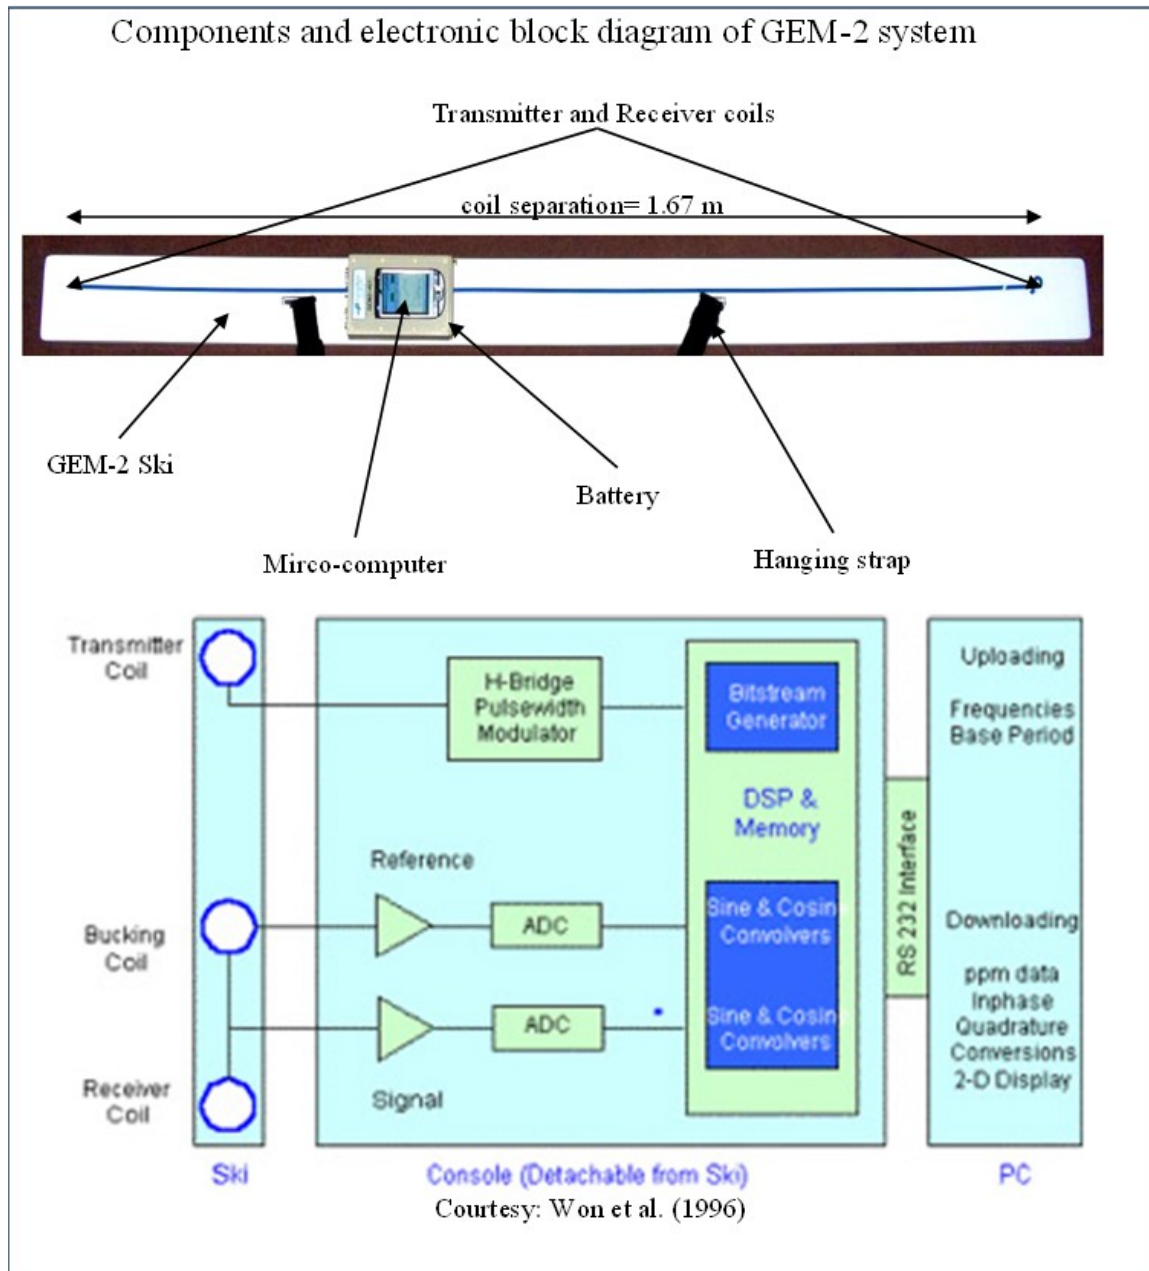 Components and electronic block diagram of GEM-2 system
Transmitter and Receiver coils
coil separation= 1.67 m
GEM-2 Ski
Battery
Mirco-computer
Hanging strap
Transmitter
Coil
H-Bridge
Pulsewidth
Modulator
Bitstream
Generator
Uploading
Frequencies
Base Period
DSP &
Memory
Reference
Bucking
Coil
ADC
Sine & Cosine
Convolvers
RS 232 Interface
Downloading
ppm data
Inphase
Quadrature
Conversions
2-D Display
ADC
Sine & Cosine
Convolvers
Receiver
Coil
Signal
Ski
Console (Detachable from Ski)
PC
Courtesy: Won et al. (1996)